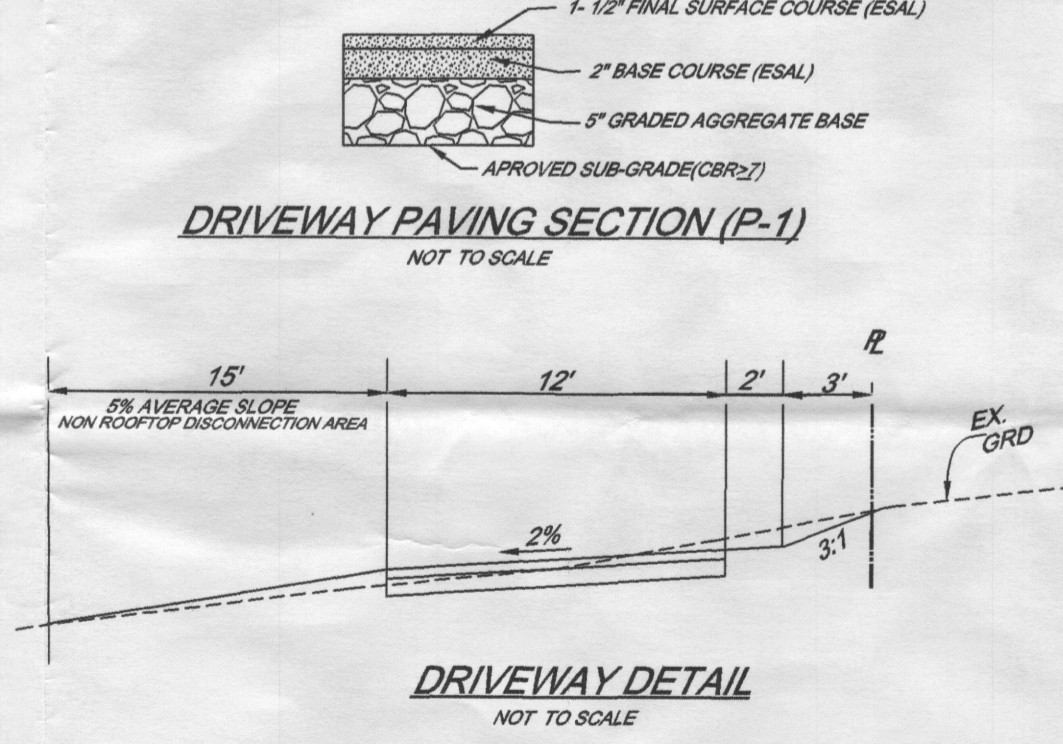 1- 1/2" FINAL SURFACE COURSE (ESAL)
2" BASE COURSE (ESAL)
5" GRADED AGGREGATE BASE
APROVED SUB-GRADE(CBR≥7)
DRIVEWAY PAVING SECTION (P-1)
NOT TO SCALE
PL
15'
12'
2'
3'
5% AVERAGE SLOPE
NON ROOFTOP DISCONNECTION AREA
EX.
GRD
2%
3:1
DRIVEWAY DETAIL
NOT TO SCALE